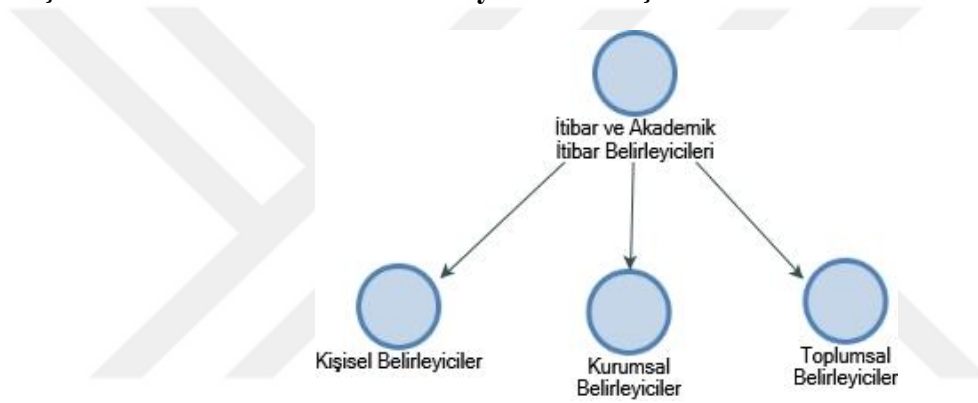 İtibar ve Akademik
İtibar Belirleyicileri
Kişisel Belirleyiciler
Kurumsal
Belirleyiciler
Toplumsal
Belirleyiciler